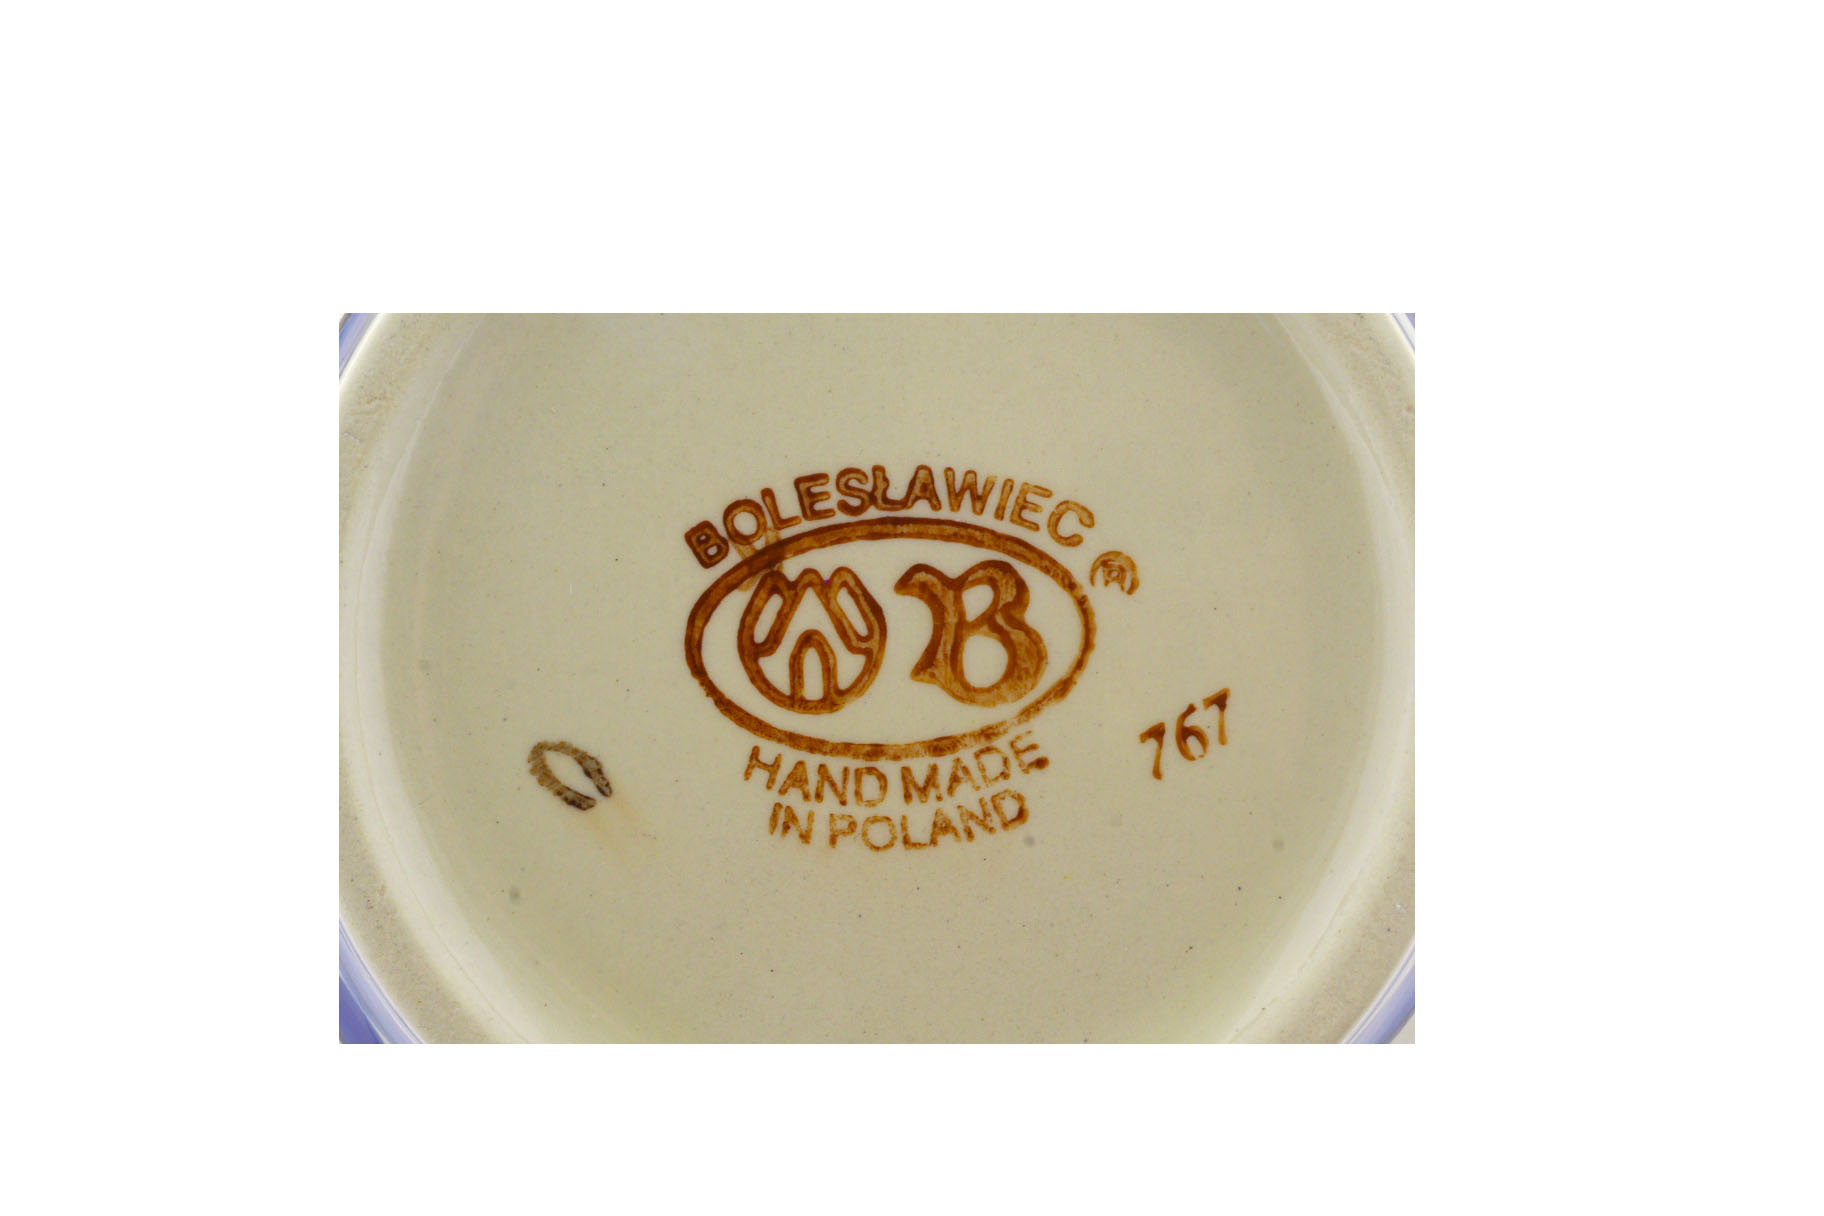 BOLESŁAWIEC
B
®
767
HAND MADE
IN POLAND